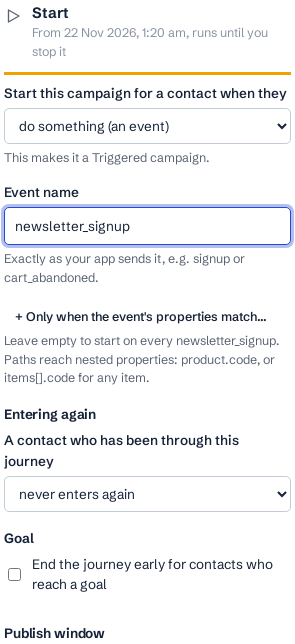 Start
From 22 Nov 2026, 1:20 am, runs until you
stop it
Start this campaign for a contact when they
do something (an event)
This makes it a Triggered campaign.
Event name
newsletter_signup
Exactly as your app sends it, e.g. signup or
cart_abandoned.
+ Only when the event's properties match...
Leave empty to start on every newsletter_signup.
Paths reach nested properties: product.code, or
items[].code for any item.
Entering again
A contact who has been through this
journey
never enters again
Goal
End the journey early for contacts who
reach a goal
Publish window